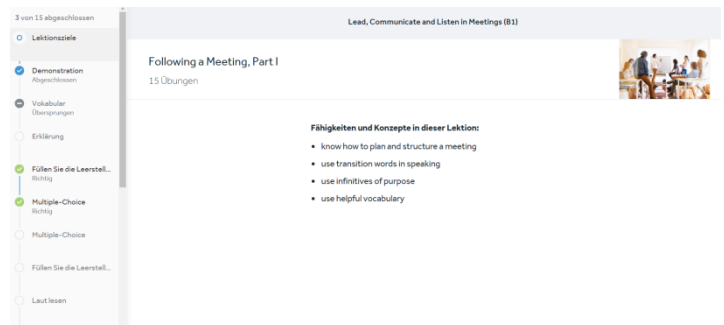 3 von 15 abgeschlossen
Lektionsziele
Demonstration
Abgeschlossen
Vokabular
Übersprungen
Erklärung
Füllen Sie die Leerstell...
Richtig
Multiple-Choice
Richtig
Multiple-Choice
Füllen Sie die Leerstell...
Laut lesen
Lead, Communicate and Listen in Meetings (B1)
Following a Meeting, Part I
15 Übungen
Fähigkeiten und Konzepte in dieser Lektion:
• know how to plan and structure a meeting
• use transition words in speaking
• use infinitives of purpose
• use helpful vocabulary